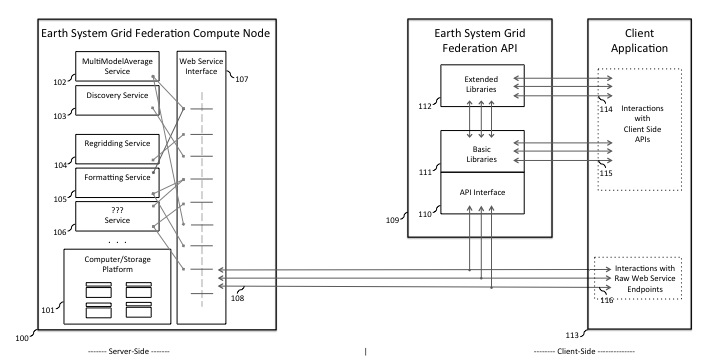 Earth System Grid Federation Compute Node
MultiModelAverage
Service
102
Discovery Service
103
Regridding Service
104
Formatting Service
105
???
Service
106
. . .
Computer/Storage
Platform
101
100
Web Service
Interface
107
108
Earth System Grid
Federation API
Extended
Libraries
112
Basic
Libraries
111
API Interface
110
109
Client
Application
114
Interactions
with
Client Side
APIs
115
Interactions with
Raw Web Service
Endpoints
116
113
------- Server-Side -------
|
-------- Client-Side --------------